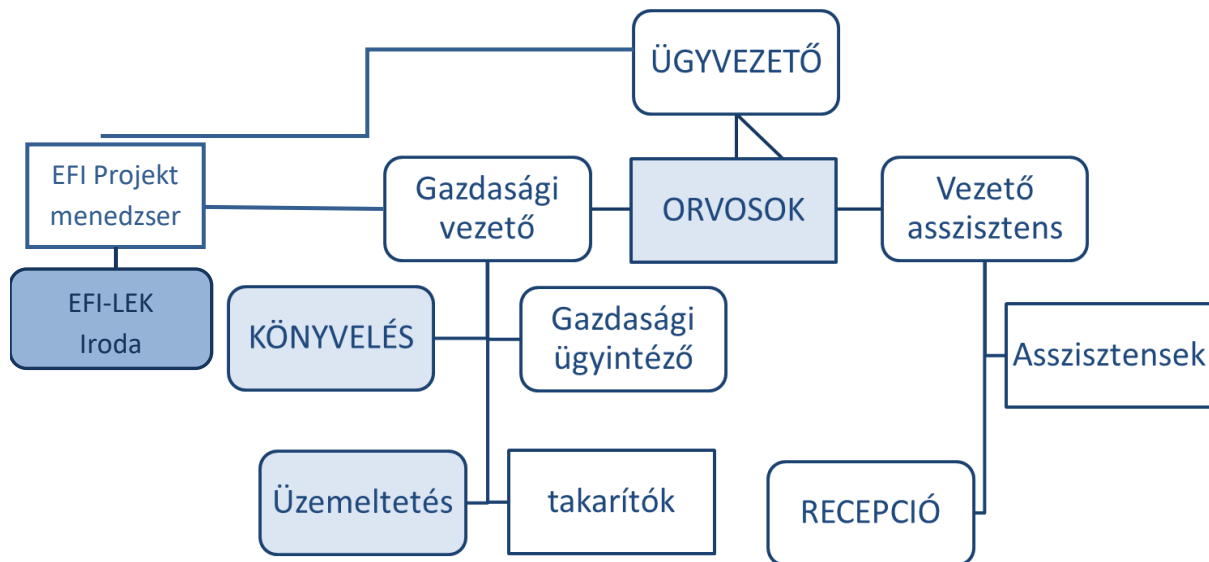 ÜGYVEZETŐ
EFI Projekt
menedzser
Gazdasági
vezető
ORVOSOK
Vezető
asszisztens
EFI-LEK
Iroda
KÖNYVELÉS
Gazdasági
ügyintéző
Asszisztensek
Üzemeltetés
takarítók
RECEPCIÓ